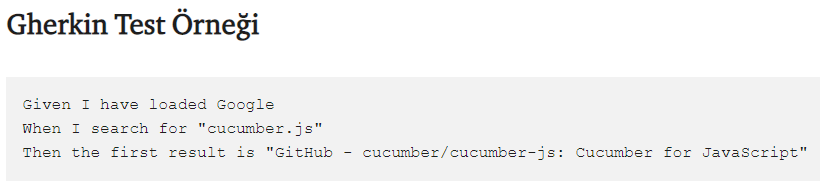 Gherkin Test Örneği
Given I have loaded Google
When I search for "cucumber.js"
Then the first result is "GitHub - cucumber/cucumber-js: Cucumber for JavaScript"